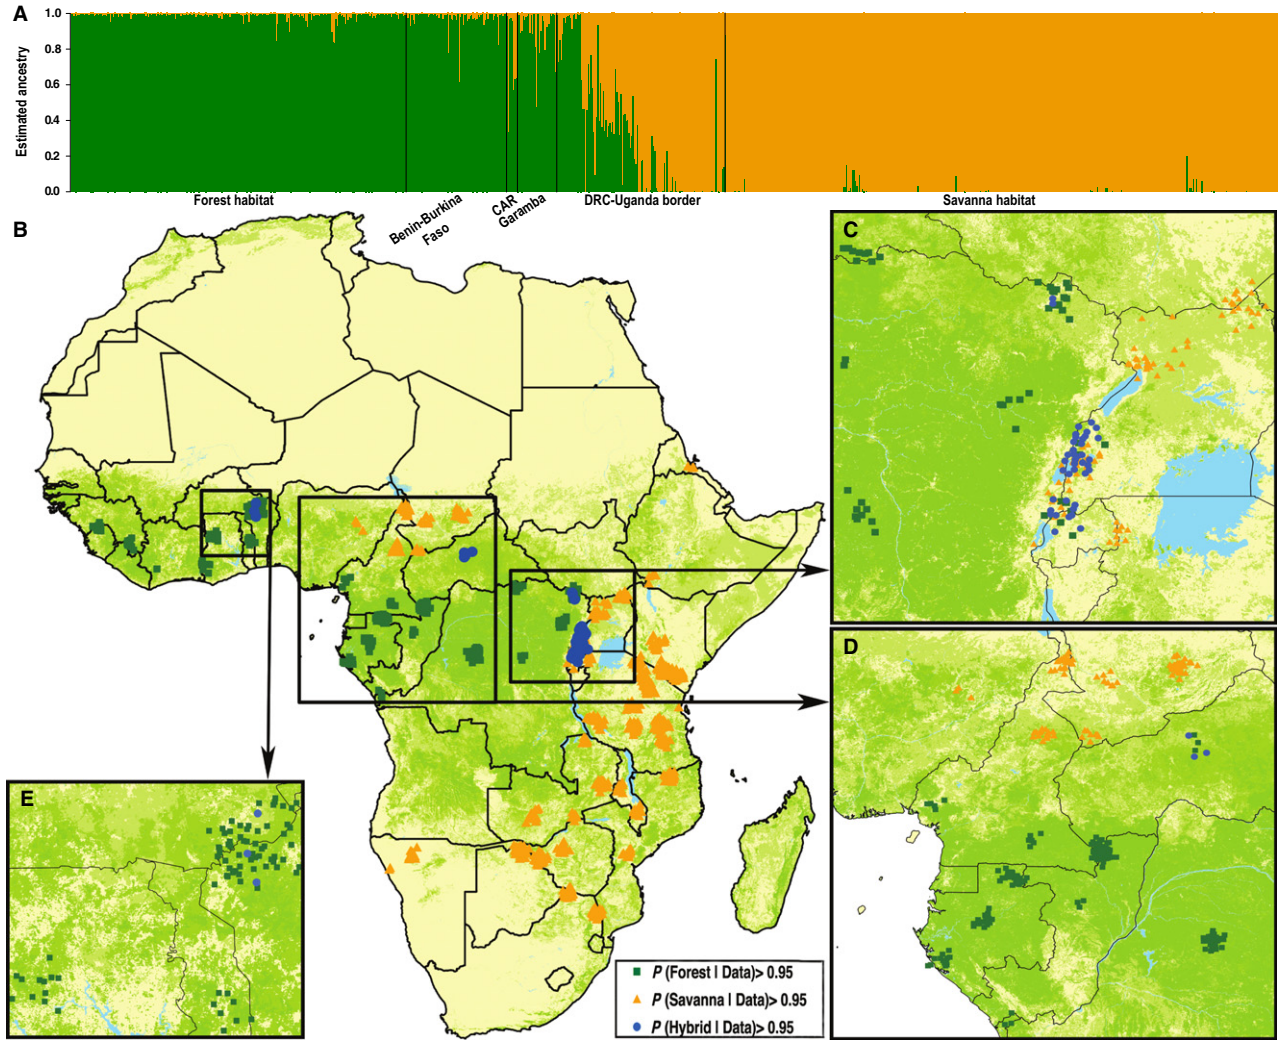 A
Estimated ancestry
1.0
0.8
0.6
0.4
0.2
0.0
Forest habitat
Benin-Burkina
Faso
CAR
Garamba
DRC-Uganda border
Savanna habitat
B
C
D
E
P (Forest I Data)> 0.95
P (Savanna I Data)> 0.95
P (Hybrid I Data)> 0.95